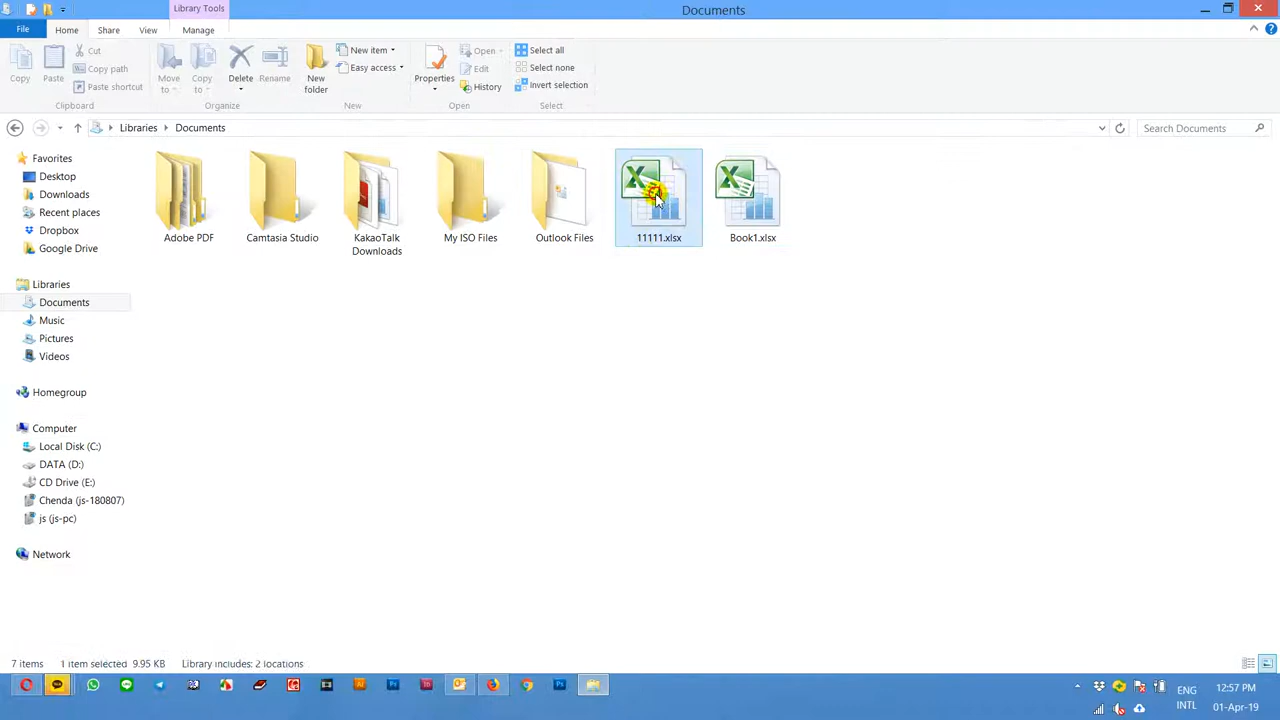 Library Tools
Documents
File
Home
Share
View
Manage
Copy
Paste
Cut
Copy path
Paste shortcut
Clipboard
Move to
Copy to
Delete
Rename
Organize
New folder
New item
Easy access
New
Properties
Open
Edit
History
Open
Select all
Select none
Invert selection
Select
Libraries
Documents
Search Documents
Favorites
Desktop
Downloads
Recent places
Dropbox
Google Drive
Libraries
Documents
Music
Pictures
Videos
Homegroup
Computer
Local Disk (C:)
DATA (D:)
CD Drive (E:)
Chenda (js-180807)
js (js-pc)
Network
Adobe PDF
Camtasia Studio
KakaoTalk
Downloads
My ISO Files
Outlook Files
11111.xlsx
Book1.xlsx
7 items
1 item selected 9.95 KB
Library includes: 2 locations
ENG
INTL
12:57 PM
01-Apr-19